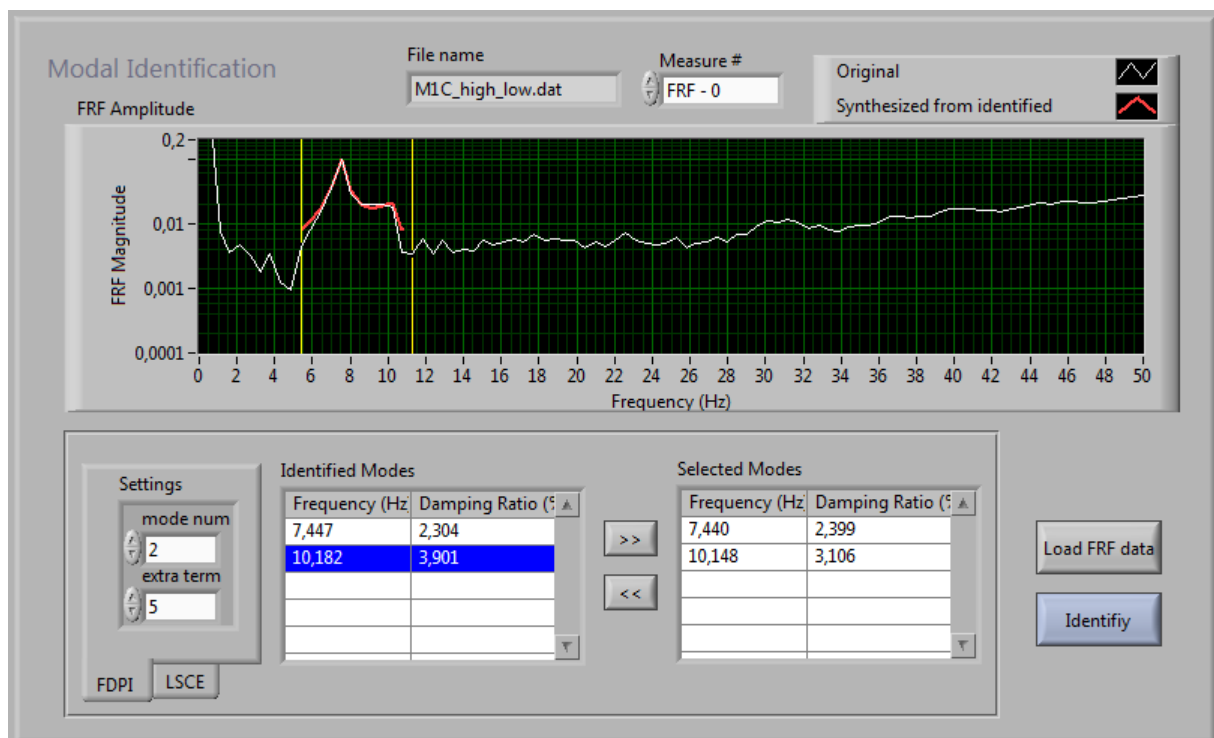 Modal Identification
File name
M1C_high_low.dat
Measure #
FRF - 0
Original
Synthesized from identified
FRF Amplitude
FRF Magnitude
0,2
0,01
0,001
0,0001
0 2 4 6 8 10 12 14 16 18 20 22 24 26 28 30 32 34 36 38 40 42 44 46 48 50
Frequency (Hz)
Settings
mode num
2
extra term
5
FDPI LSCE
Identified Modes
Frequency (Hz Damping Ratio (%
7,447 2,304
10,182 3,901
>>
<<
Selected Modes
Frequency (Hz Damping Ratio (%
7,440 2,399
10,148 3,106
Load FRF data
Identifiy